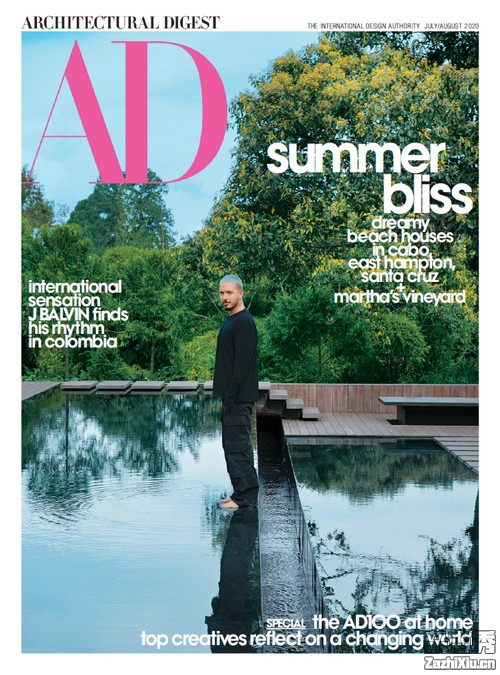 ARCHITECTURAL DIGEST
THE INTERNATIONAL DESIGN AUTHORITY JULY/AUGUST 2020
AD
summer
bliss
dreamy
beach houses
in cabo,
east hampton,
santa cruz
+
martha's vineyard
international
sensation
J BALVIN finds
his rhythm
in colombia
SPECIAL the AD100 at home
top creatives reflect on a changing world
秀
ZazhiXiu.cn